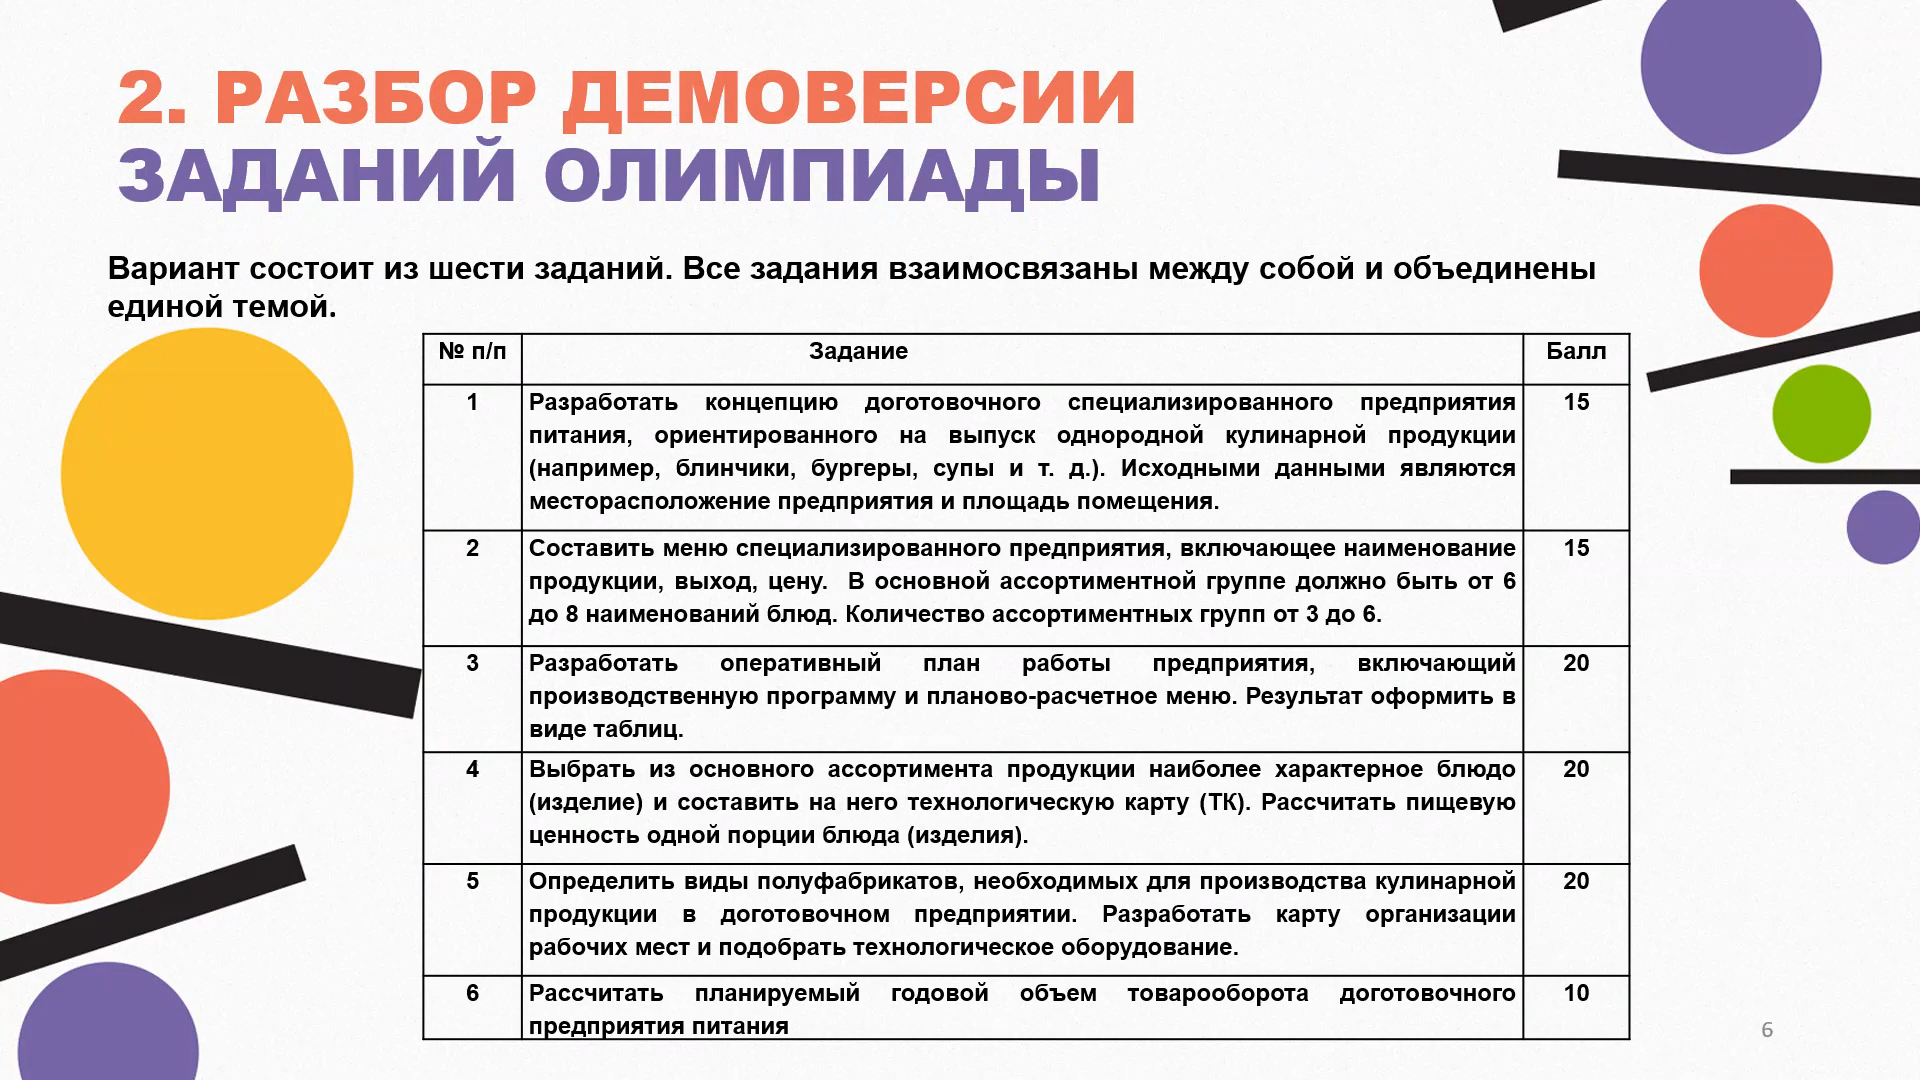 2. РАЗБОР ДЕМОВЕРСИИ
ЗАДАНИЙ ОЛИМПИАДЫ
Вариант состоит из шести заданий. Все задания взаимосвязаны между собой и объединены
единой темой.
№ п/п Задание Балл
1 Разработать концепцию доготовочного специализированного предприятия 15
питания, ориентированного на выпуск однородной кулинарной продукции
(например, блинчики, бургеры, супы и т. д.). Исходными данными являются
месторасположение предприятия и площадь помещения.
2 Составить меню специализированного предприятия, включающее наименование 15
продукции, выход, цену. В основной ассортиментной группе должно быть от 6
до 8 наименований блюд. Количество ассортиментных групп от 3 до 6.
3 Разработать оперативный план работы предприятия, включающий 20
производственную программу и планово-расчетное меню. Результат оформить в
виде таблиц.
4 Выбрать из основного ассортимента продукции наиболее характерное блюдо 20
(изделие) и составить на него технологическую карту (ТК). Рассчитать пищевую
ценность одной порции блюда (изделия).
5 Определить виды полуфабрикатов, необходимых для производства кулинарной 20
продукции в доготовочном предприятии. Разработать карту организации
рабочих мест и подобрать технологическое оборудование.
6 Рассчитать планируемый годовой объем товарооборота доготовочного 10
предприятия питания
6